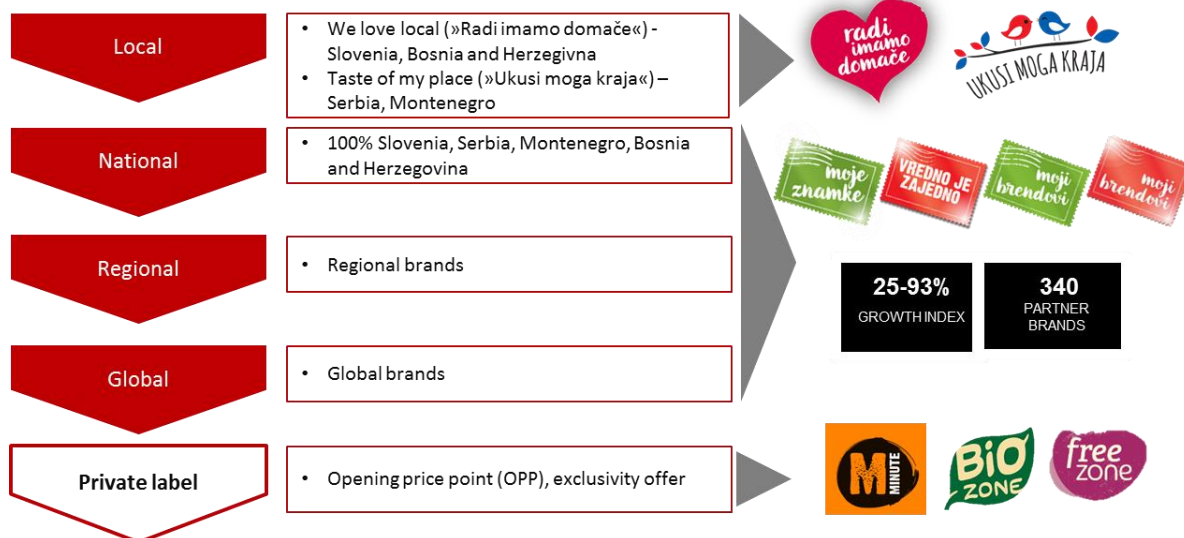 Local
• We love local (»Radi imamo domače«) -
Slovenia, Bosnia and Herzegivna
• Taste of my place (»Ukusi moga kraja«) –
Serbia, Montenegro
radi
imamo
domače
UKUSI MOGA KRAJA
National
• 100% Slovenia, Serbia, Montenegro, Bosnia
and Herzegovina
moje
znamke
VREDNO JE
ZAJEDNO
moji
brendovi
moji
brendovi
Regional
• Regional brands
25-93%
GROWTH INDEX
340
PARTNER
BRANDS
Global
• Global brands
Private label
• Opening price point (OPP), exclusivity offer
M
MINUTE
BiO
ZONE
free
zone